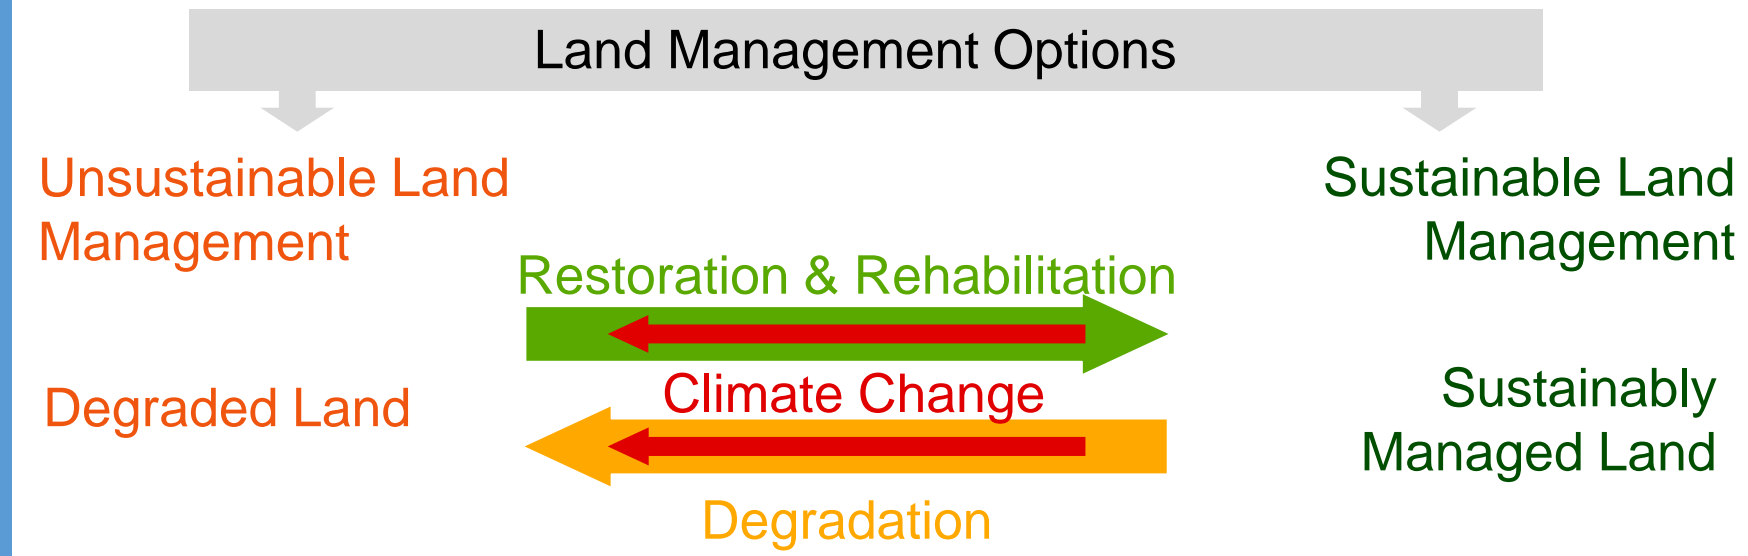 Land Management Options
Unsustainable Land
Management
Sustainable Land
Management
Restoration & Rehabilitation
Climate Change
Degraded Land
Sustainably
Managed Land
Degradation